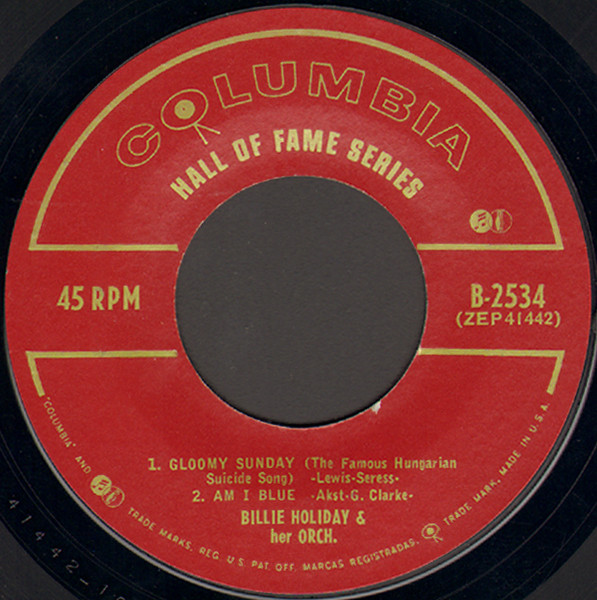 COLUMBIA
HALL OF FAME SERIES
45 RPM
B-2534
(ZEP41442)
1. GLOOMY SUNDAY (The Famous Hungarian
Suicide Song) -Lewis-Seress-
2. AM I BLUE -Akst-G. Clarke-
BILLIE HOLIDAY &
her ORCH.
"COLUMBIA" AND TRADE MARKS, REG. U.S. PAT. OFF. MARCAS REGISTRADAS. TRADE MARK, MADE IN U.S.A.